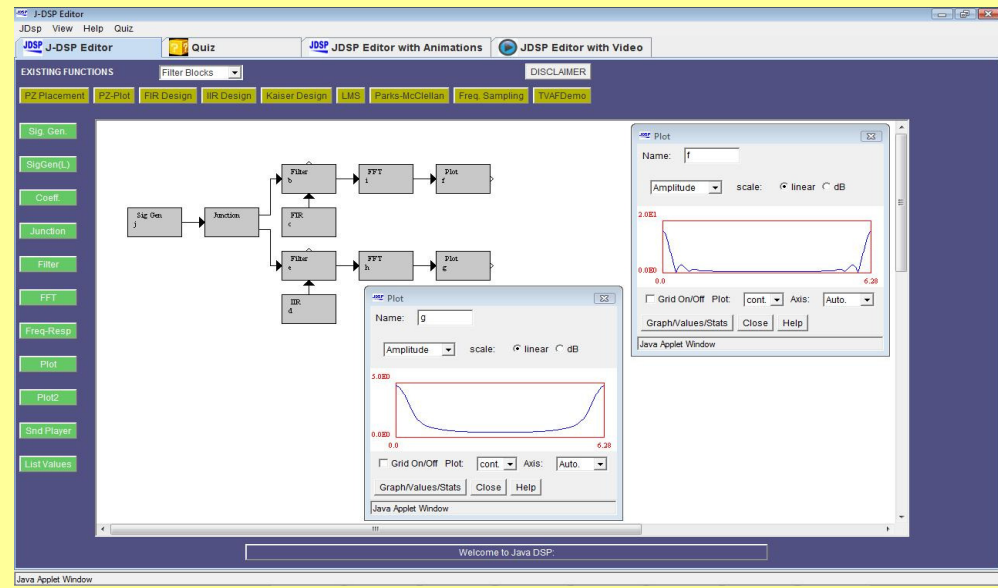 J-DSP Editor
JDsp View Help Quiz
JDSP J-DSP Editor
? Quiz
JDSP JDSP Editor with Animations
JDSP Editor with Video
EXISTING FUNCTIONS
Filter Blocks
DISCLAIMER
PZ Placement PZ-Plot FIR Design IIR Design Kaiser Design LMS Parks-McClellan Freq. Sampling TVAFDemo
Sig. Gen.
SigGen(L)
Coeff.
Junction
Filter
FFT
Freq-Resp
Plot
Plot2
Snd Player
List Values
Sig Gen
j
Junction
Filter
b
FFT
i
Plot
f
FIR
c
Filter
e
FFT
h
Plot
g
IIR
d
Plot
Name: f
Amplitude scale: linear dB
2.0E1
0.0E0
0.0 6.28
Grid On/Off Plot: cont. Axis: Auto.
Graph/Values/Stats Close Help
Java Applet Window
Plot
Name: g
Amplitude scale: linear dB
5.0E0
0.0E0
0.0 6.28
Grid On/Off Plot: cont. Axis: Auto.
Graph/Values/Stats Close Help
Java Applet Window
Welcome to Java DSP:
Java Applet Window